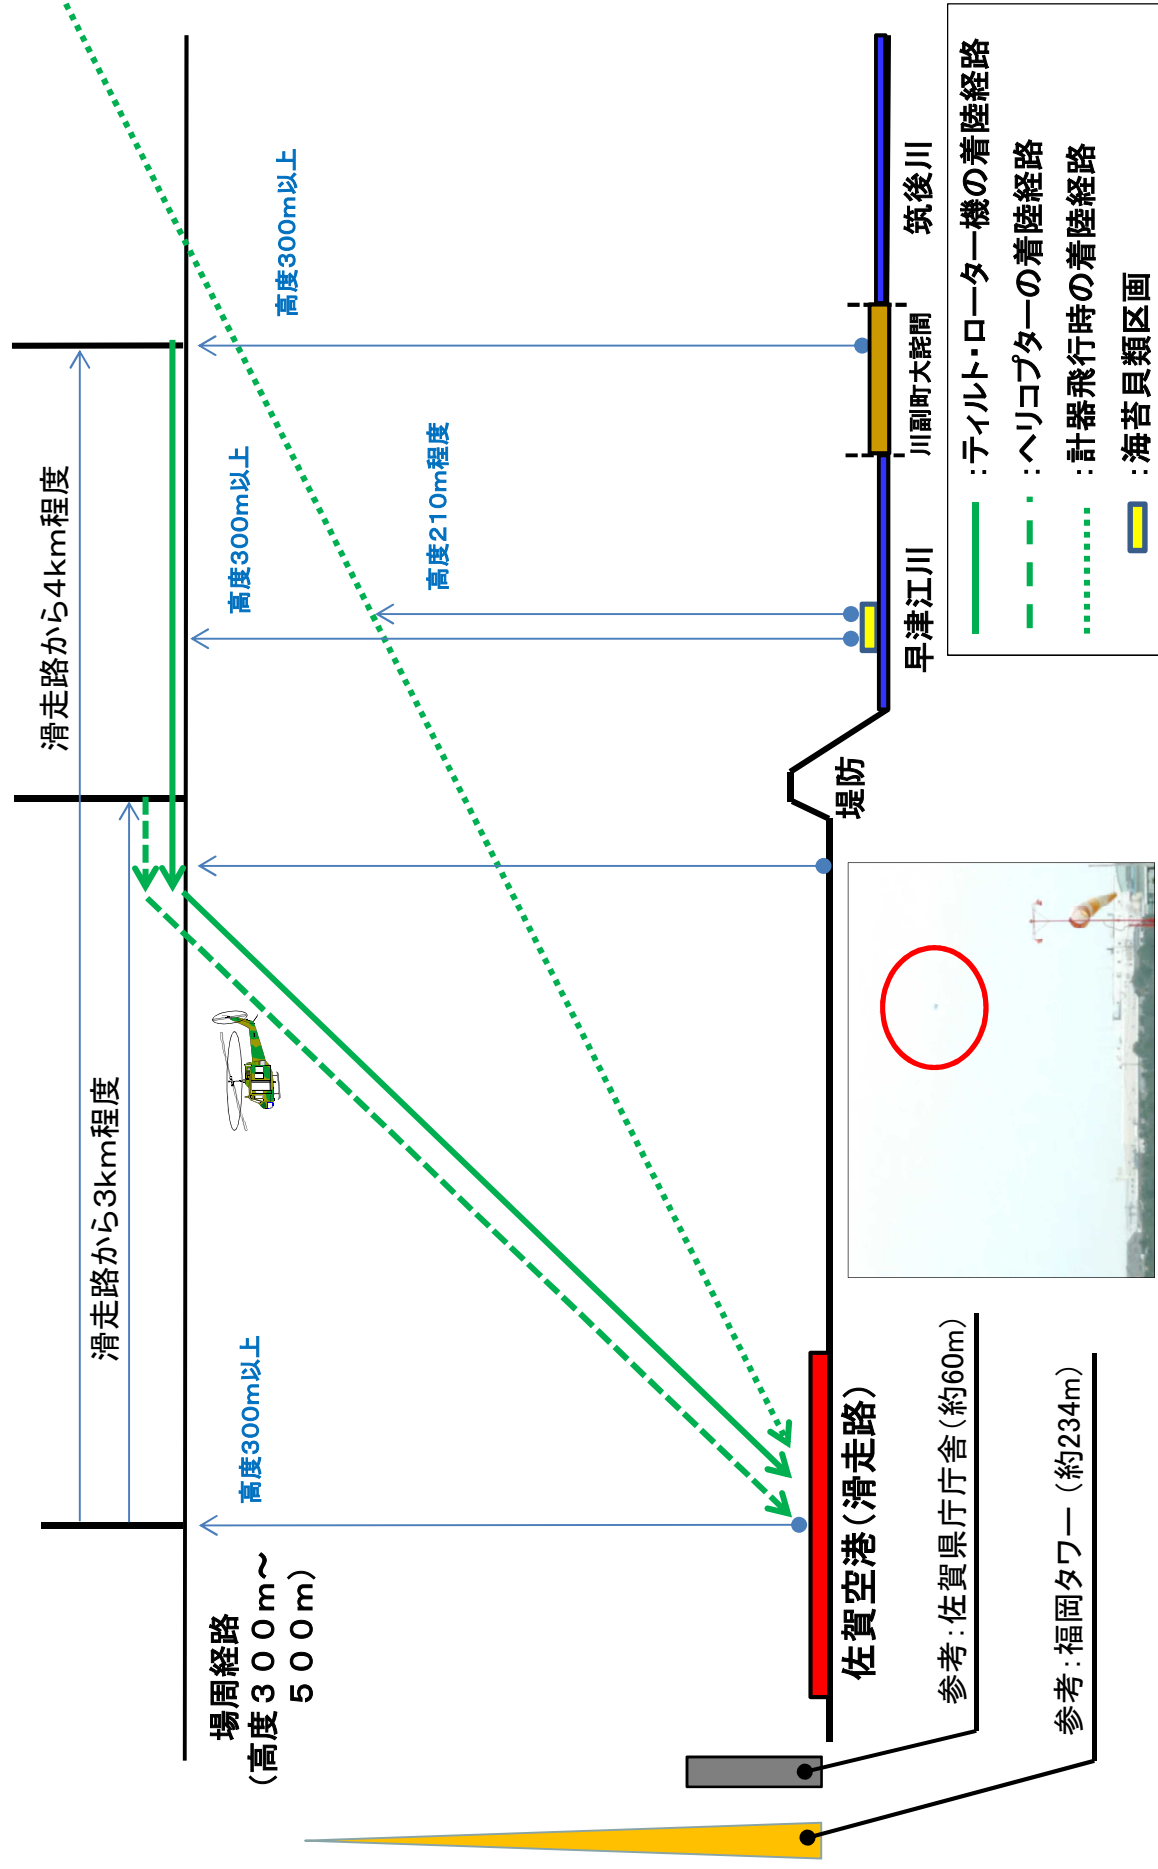 滑走路から4km程度
滑走路から3km程度
場周経路
（高度３００ｍ～
５００ｍ）
高度300m以上
高度300m以上
高度300m以上
高度210m程度
佐賀空港（滑走路）
堤防
早津江川
川副町大詫間
筑後川
参考：佐賀県庁庁舎（約60m）
参考：福岡タワー（約234m）
：ティルト・ローター機の着陸経路
：ヘリコプターの着陸経路
：計器飛行時の着陸経路
：海苔貝類区画